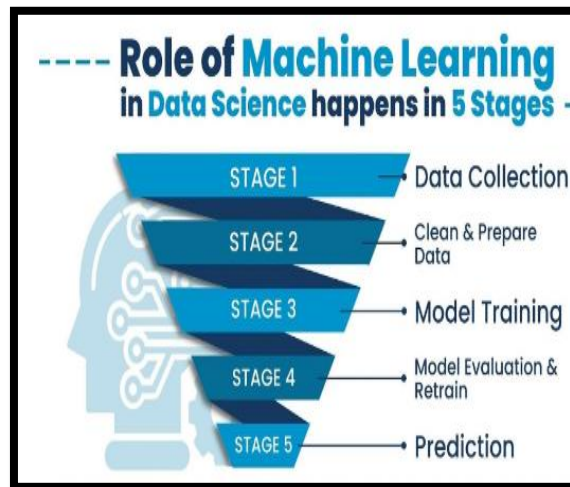 Role of Machine Learning
in Data Science happens in 5 Stages
STAGE 1
Data Collection
STAGE 2
Clean & Prepare
Data
STAGE 3
Model Training
STAGE 4
Model Evaluation &
Retrain
STAGE 5
Prediction